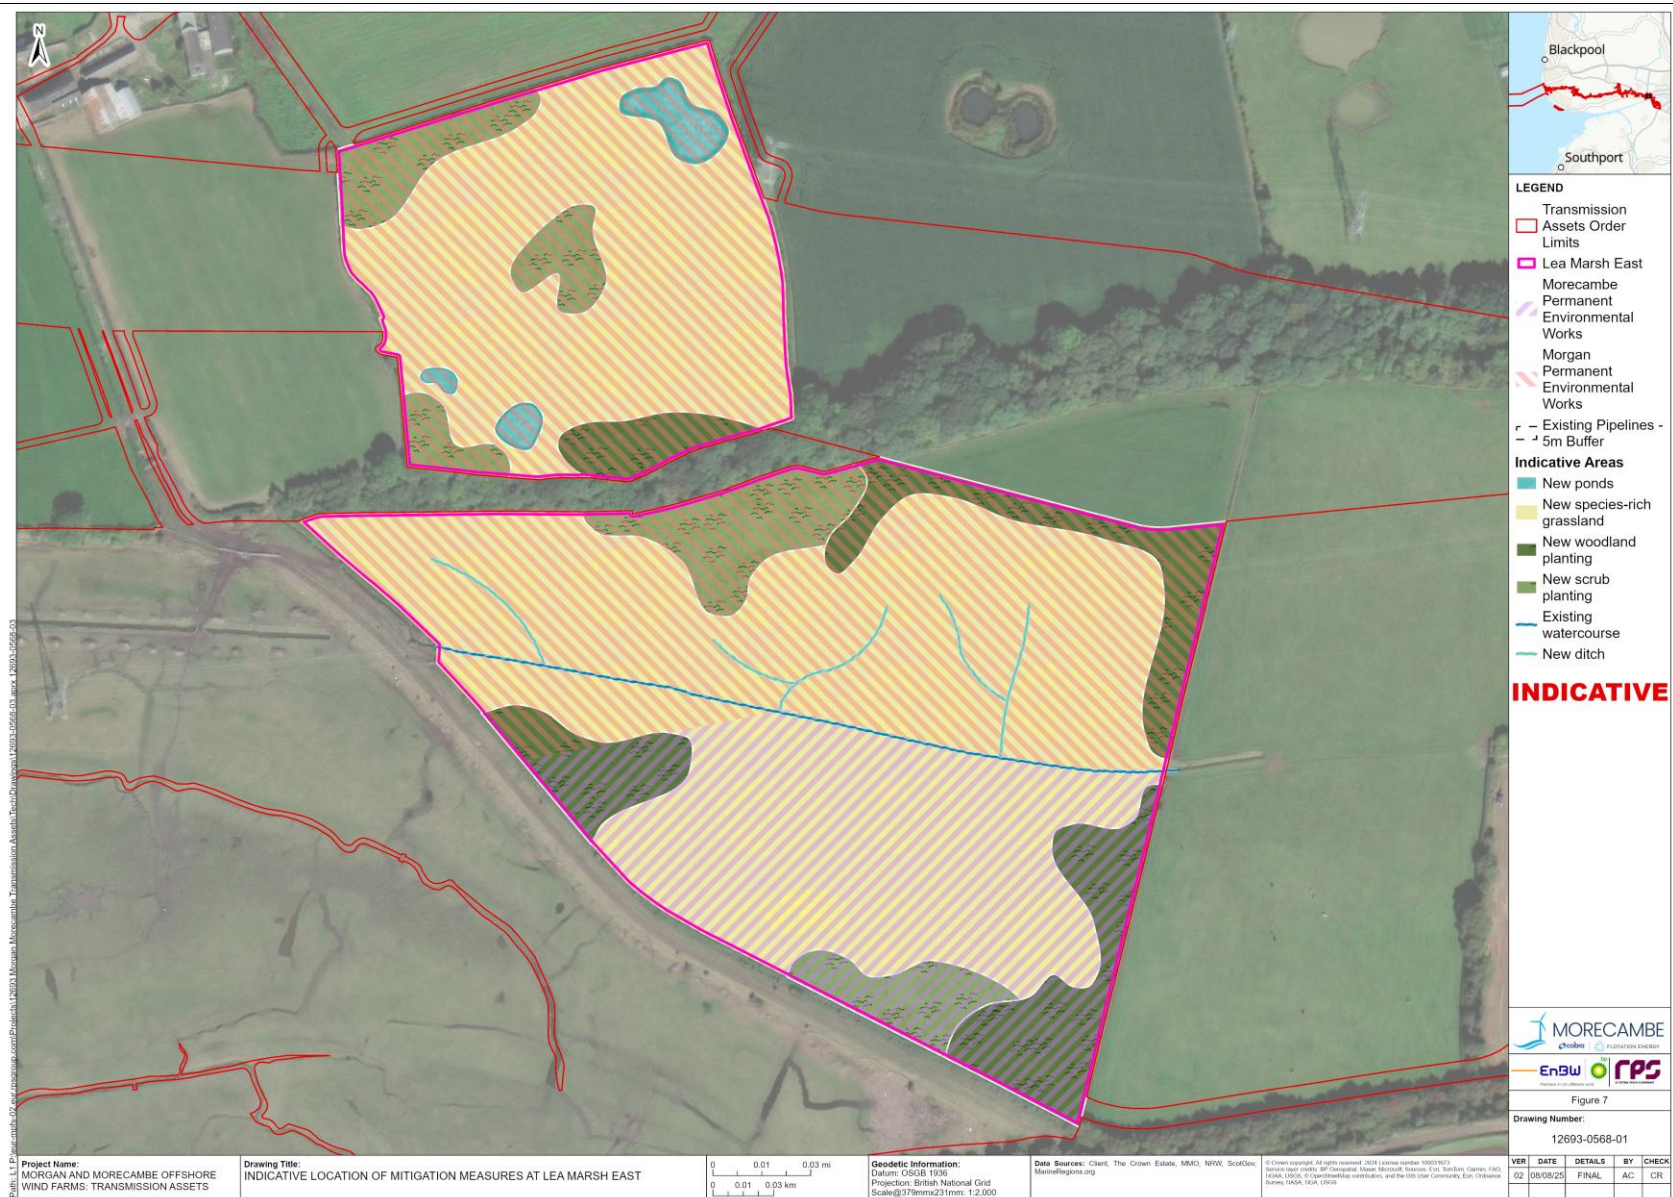 N
Blackpool
Southport
LEGEND
Transmission
Assets Order
Limits
Lea Marsh East
Morecambe
Permanent
Environmental
Works
Morgan
Permanent
Environmental
Works
Existing Pipelines -
5m Buffer
Indicative Areas
New ponds
New species-rich
grassland
New woodland
planting
New scrub
planting
Existing
watercourse
New ditch
INDICATIVE
MORECAMBE
cobra FLOTATION ENERGY
EnBW bp rps
Figure 7
Drawing Number:
12693-0568-01
VER DATE DETAILS BY CHECK
02 08/08/25 FINAL AC CR
Project Name:
MORGAN AND MORECAMBE OFFSHORE
WIND FARMS: TRANSMISSION ASSETS
Drawing Title:
INDICATIVE LOCATION OF MITIGATION MEASURES AT LEA MARSH EAST
0 0.01 0.03 mi
0 0.01 0.03 km
Geodetic Information:
Datum: OSGB 1936
Projection: British National Grid
Scale@379mmx231mm: 1:2,000
Data Sources: Client, The Crown Estate, MMO, NRW, ScotGov,
MarineRegions.org